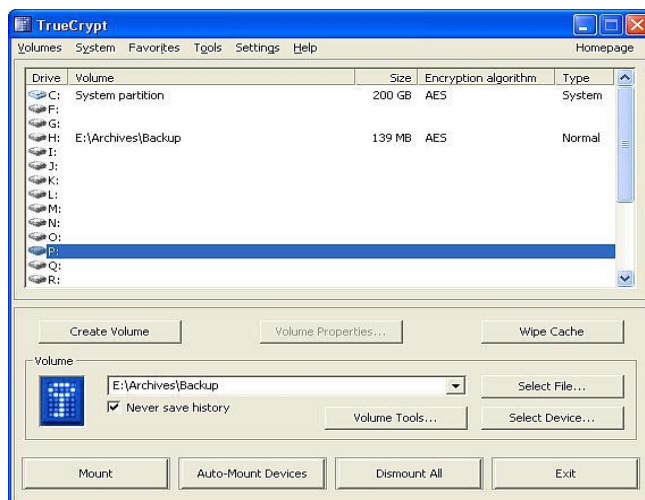 TrueCrypt
Volumes System Favorites Tools Settings Help Homepage
Drive Volume Size Encryption algorithm Type
C: System partition 200 GB AES System
F:
G:
H: E:\Archives\Backup 139 MB AES Normal
I:
J:
K:
L:
M:
N:
O:
P:
Q:
R:
Create Volume Volume Properties... Wipe Cache
Volume
E:\Archives\Backup Select File...
Never save history
Volume Tools... Select Device...
Mount Auto-Mount Devices Dismount All Exit